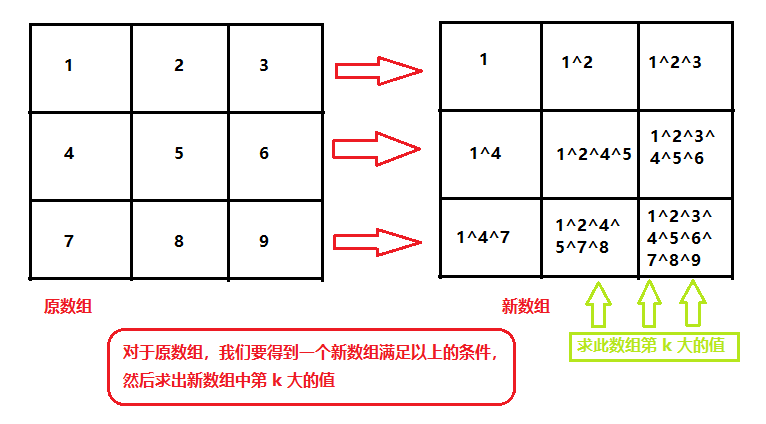 1 2 3
1 1^2 1^2^3
4 5 6
1^4 1^2^4^5 1^2^3^
4^5^6
7 8 9
1^4^7 1^2^4^
5^7^8
1^2^3^
4^5^6^
7^8^9
原数组
新数组
求此数组第 k 大的值
对于原数组，我们要得到一个新数组满足以上的条件，
然后求出新数组中第 k 大的值